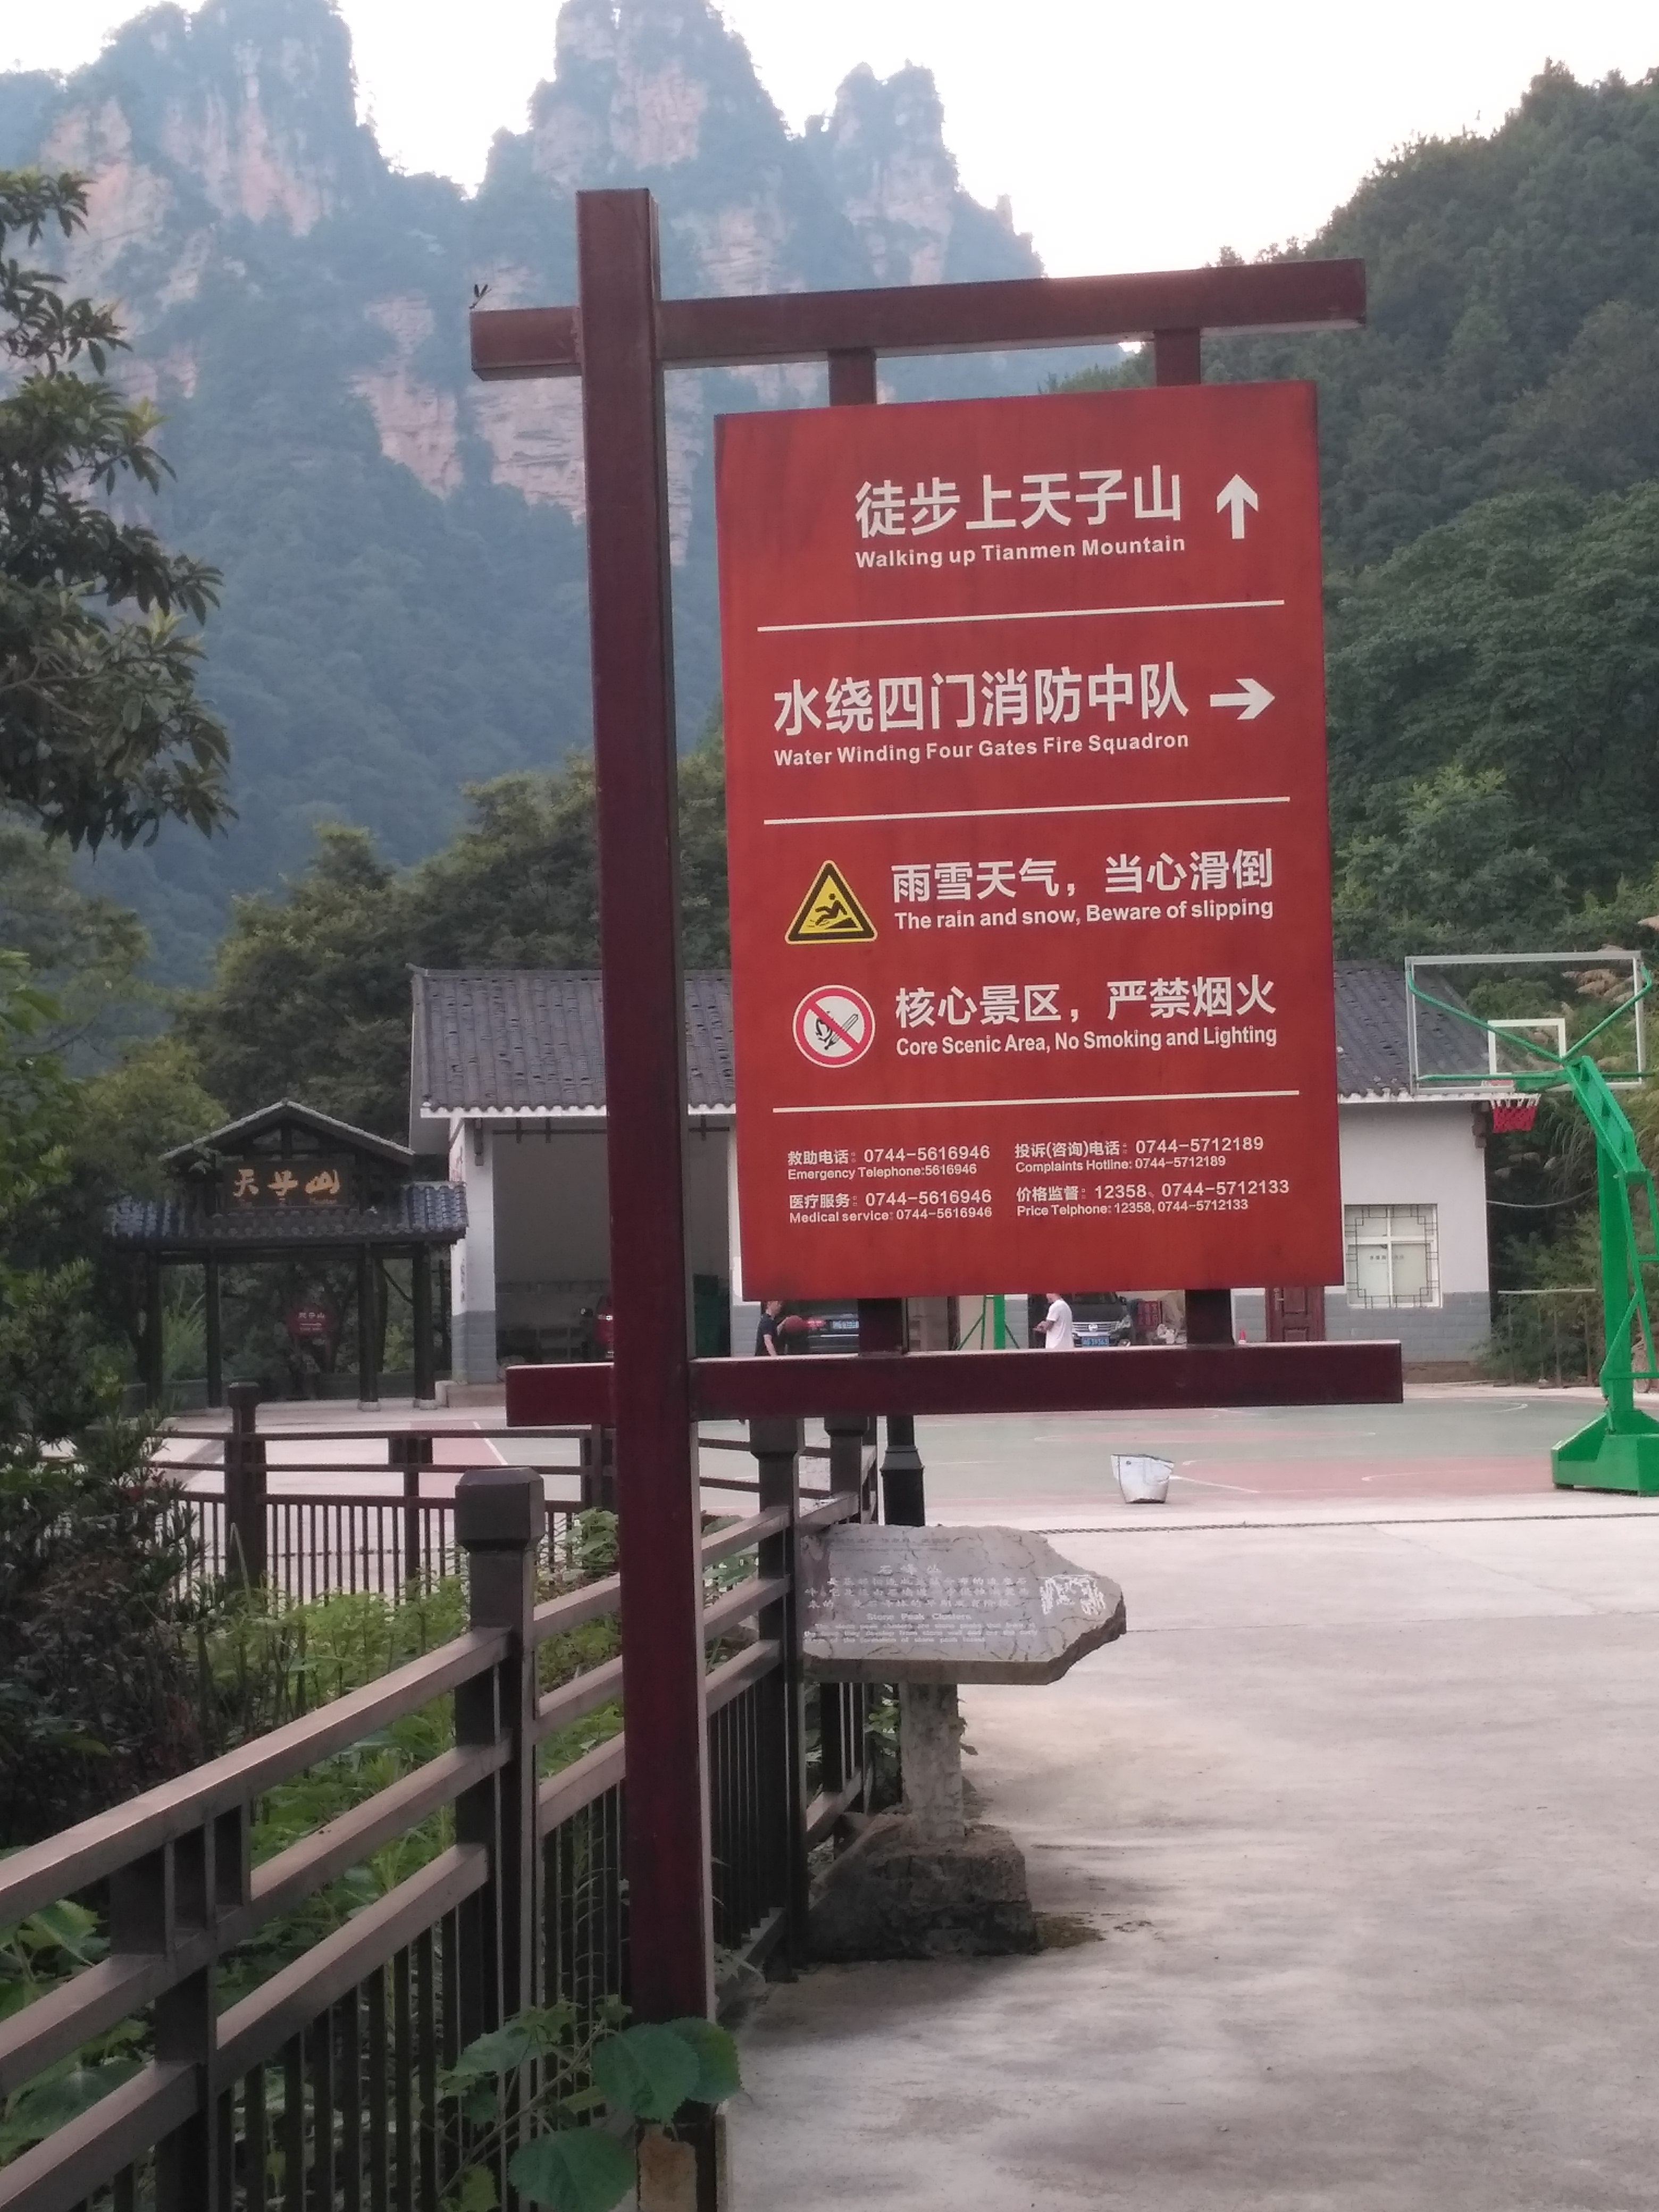 徒步上天子山
Walking up Tianmen Mountain
水绕四门消防中队
Water Winding Four Gates Fire Squadron
雨雪天气，当心滑倒
The rain and snow, Beware of slipping
核心景区，严禁烟火
Core Scenic Area, No Smoking and Lighting
救助电话：0744-5616946
Emergency Telephone:5616946
投诉(咨询)电话：0744-5712189
Complaints Hotline: 0744-5712189
医疗服务：0744-5616946
Medical service: 0744-5616946
价格监督：12358、0744-5712133
Price Telphone: 12358, 0744-5712133
天子山
Stone Peak Clusters